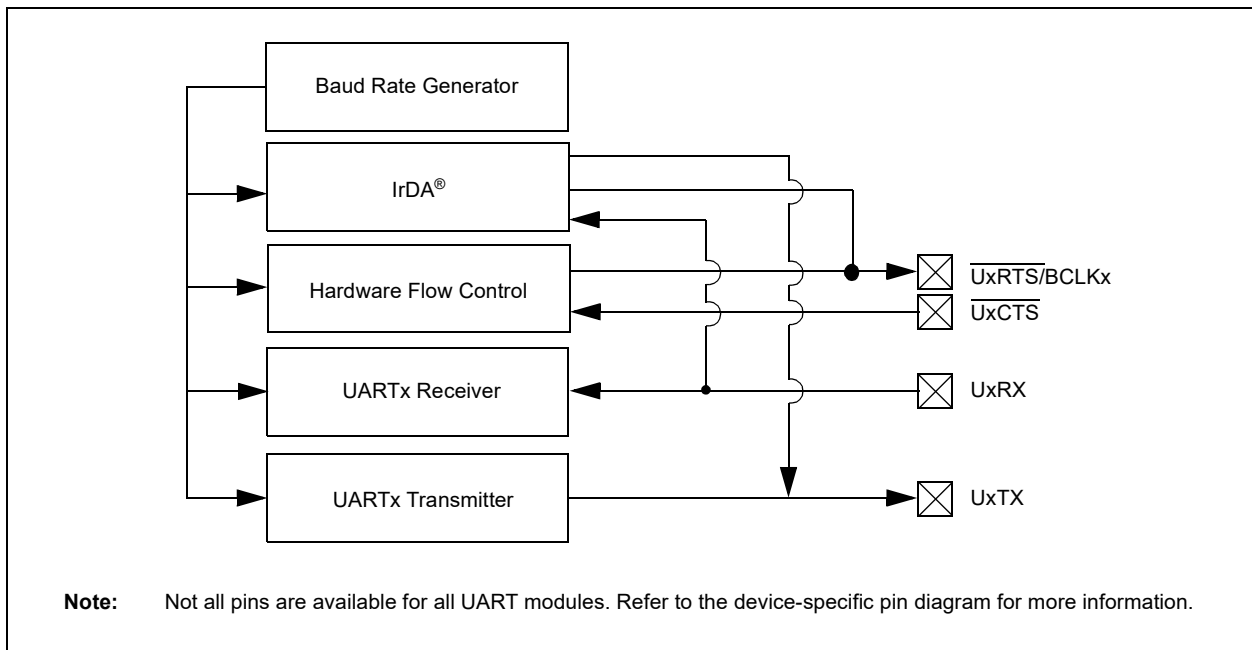 Baud Rate Generator
IrDA®
Hardware Flow Control
UxRTS/BCLKx
UxCTS
UARTx Receiver
UxRX
UARTx Transmitter
UxTX
Note: Not all pins are available for all UART modules. Refer to the device-specific pin diagram for more information.